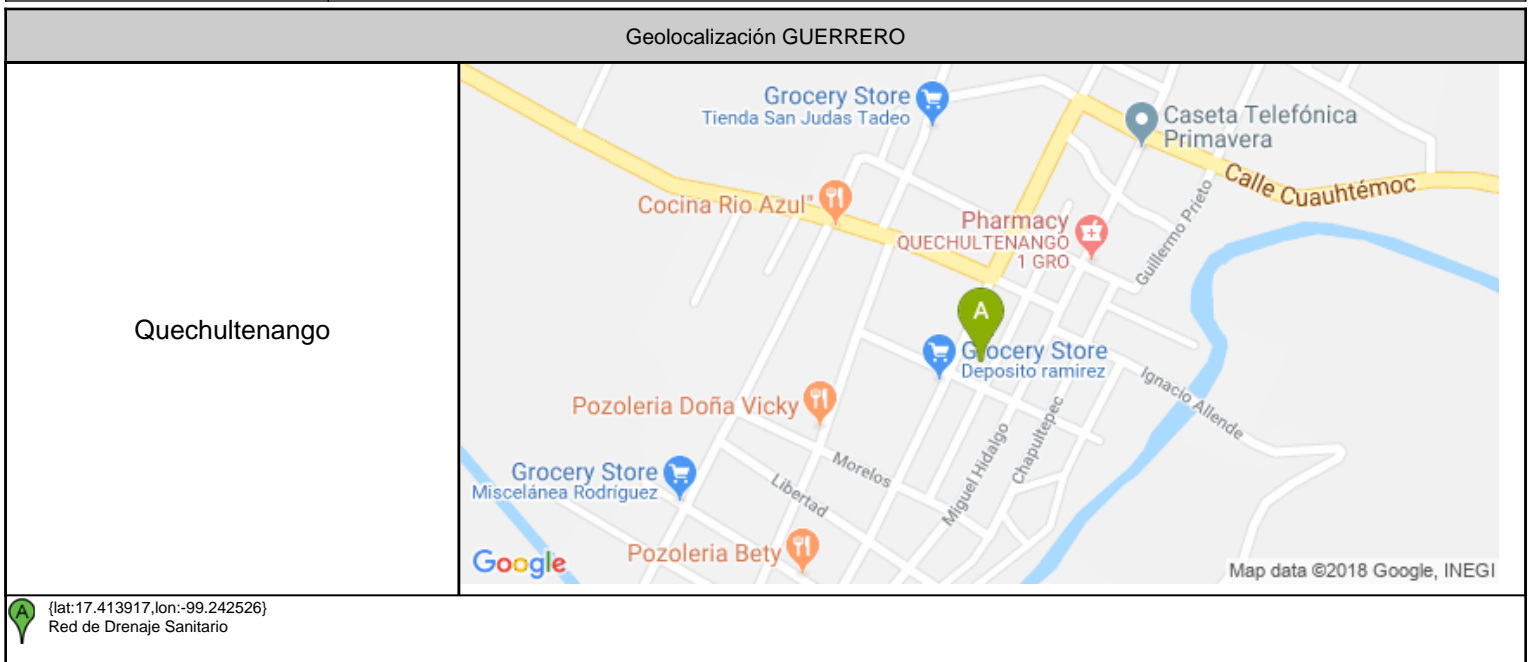 Geolocalización GUERRERO
Quechultenango
Grocery Store
Tienda San Judas Tadeo
Caseta Telefónica
Primavera
Calle Cuauhtémoc
Cocina Rio Azul"
Guillermo Prieto
Pharmacy
QUECHULTENANGO
1 GRO
A
Grocery Store
Deposito ramirez
Ignacio Allende
Pozoleria Doña Vicky
Chapultepec
Miguel Hidalgo
Morelos
Grocery Store
Miscelánea Rodríguez
Libertad
Pozoleria Bety
Google
Map data ©2018 Google, INEGI
A
{lat:17.413917,lon:-99.242526}
Red de Drenaje Sanitario